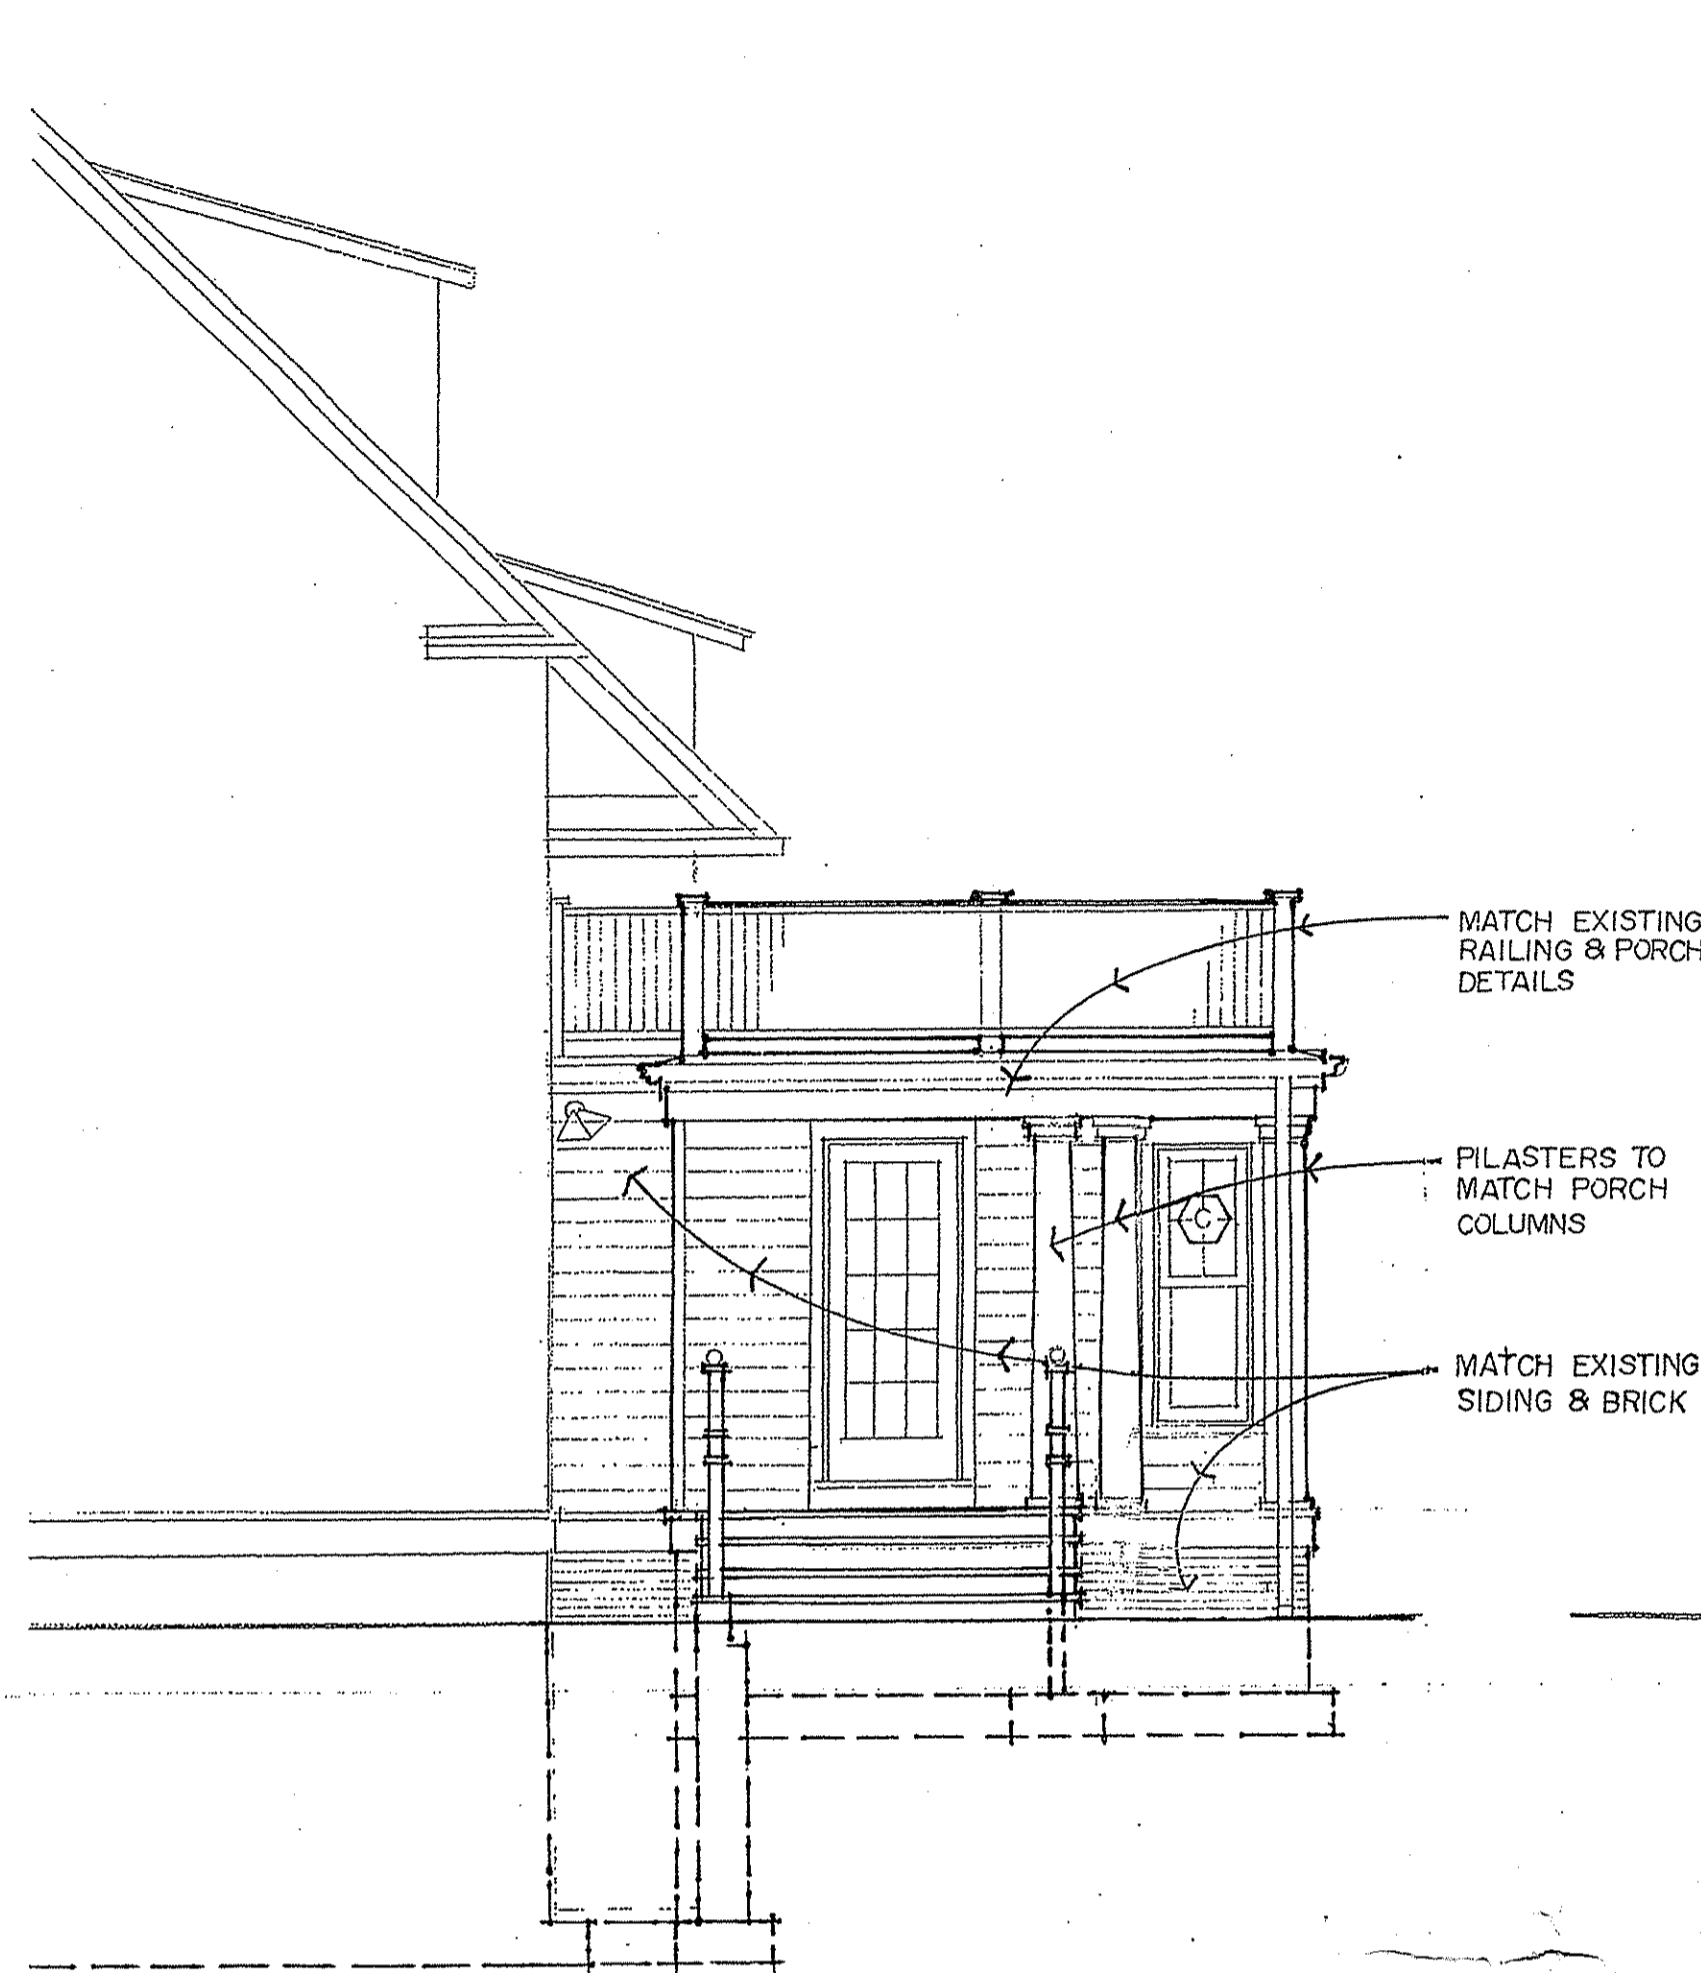 MATCH EXISTING
RAILING & PORCH
DETAILS
PILASTERS TO
MATCH PORCH
COLUMNS
C
MATCH EXISTING
SIDING & BRICK